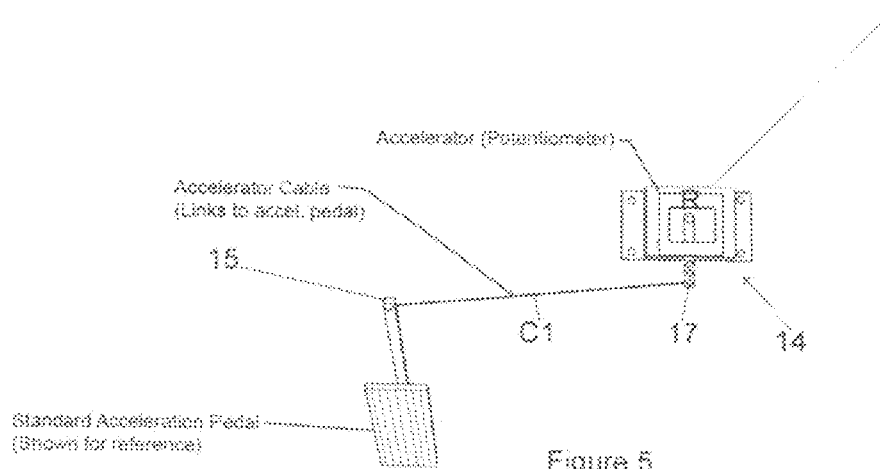 Accelerator (Potentiometer)
R
Accelerator Cable
(Links to accel. pedal)
15
C1
17
14
Standard Acceleration Pedal
(Shown for reference)
Figure 5